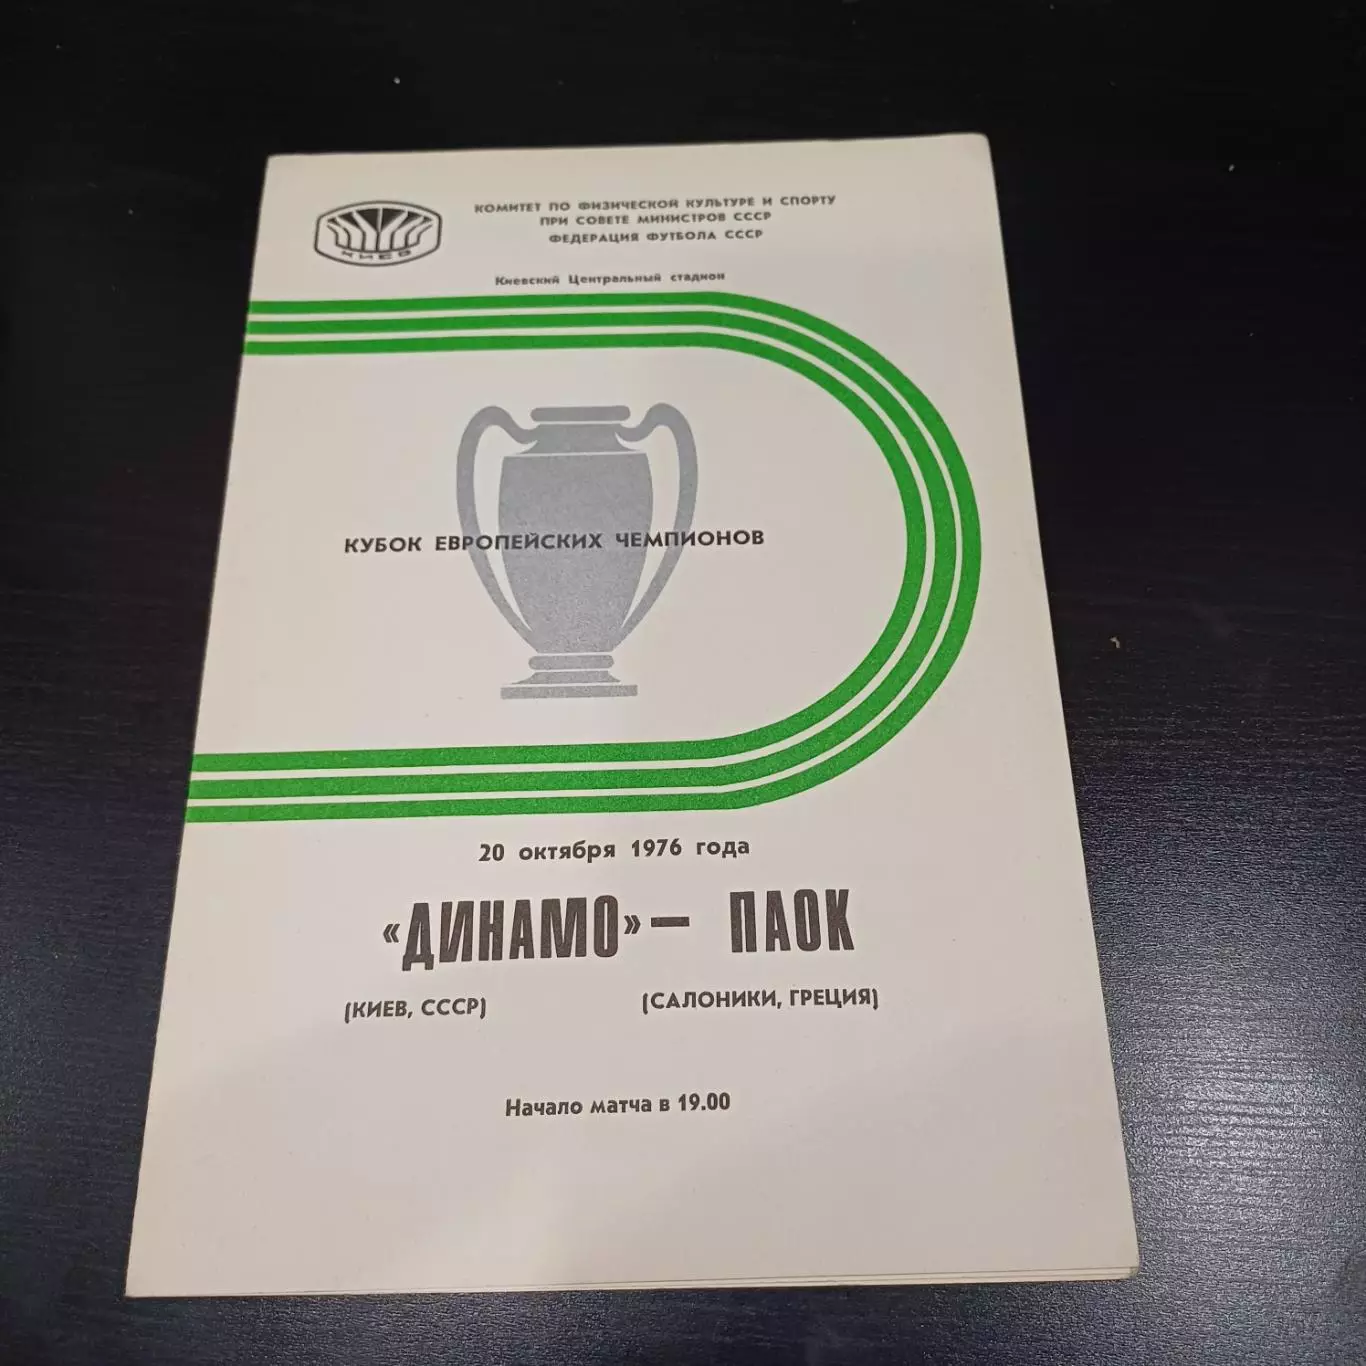 КИЕВ
КОМИТЕТ ПО ФИЗИЧЕСКОЙ КУЛЬТУРЕ И СПОРТУ
ПРИ СОВЕТЕ МИНИСТРОВ СССР
ФЕДЕРАЦИЯ ФУТБОЛА СССР
Киевский Центральный стадион
КУБОК ЕВРОПЕЙСКИХ ЧЕМПИОНОВ
20 октября 1976 года
«ДИНАМО» — ПАОК
(КИЕВ, СССР) (САЛОНИКИ, ГРЕЦИЯ)
Начало матча в 19.00